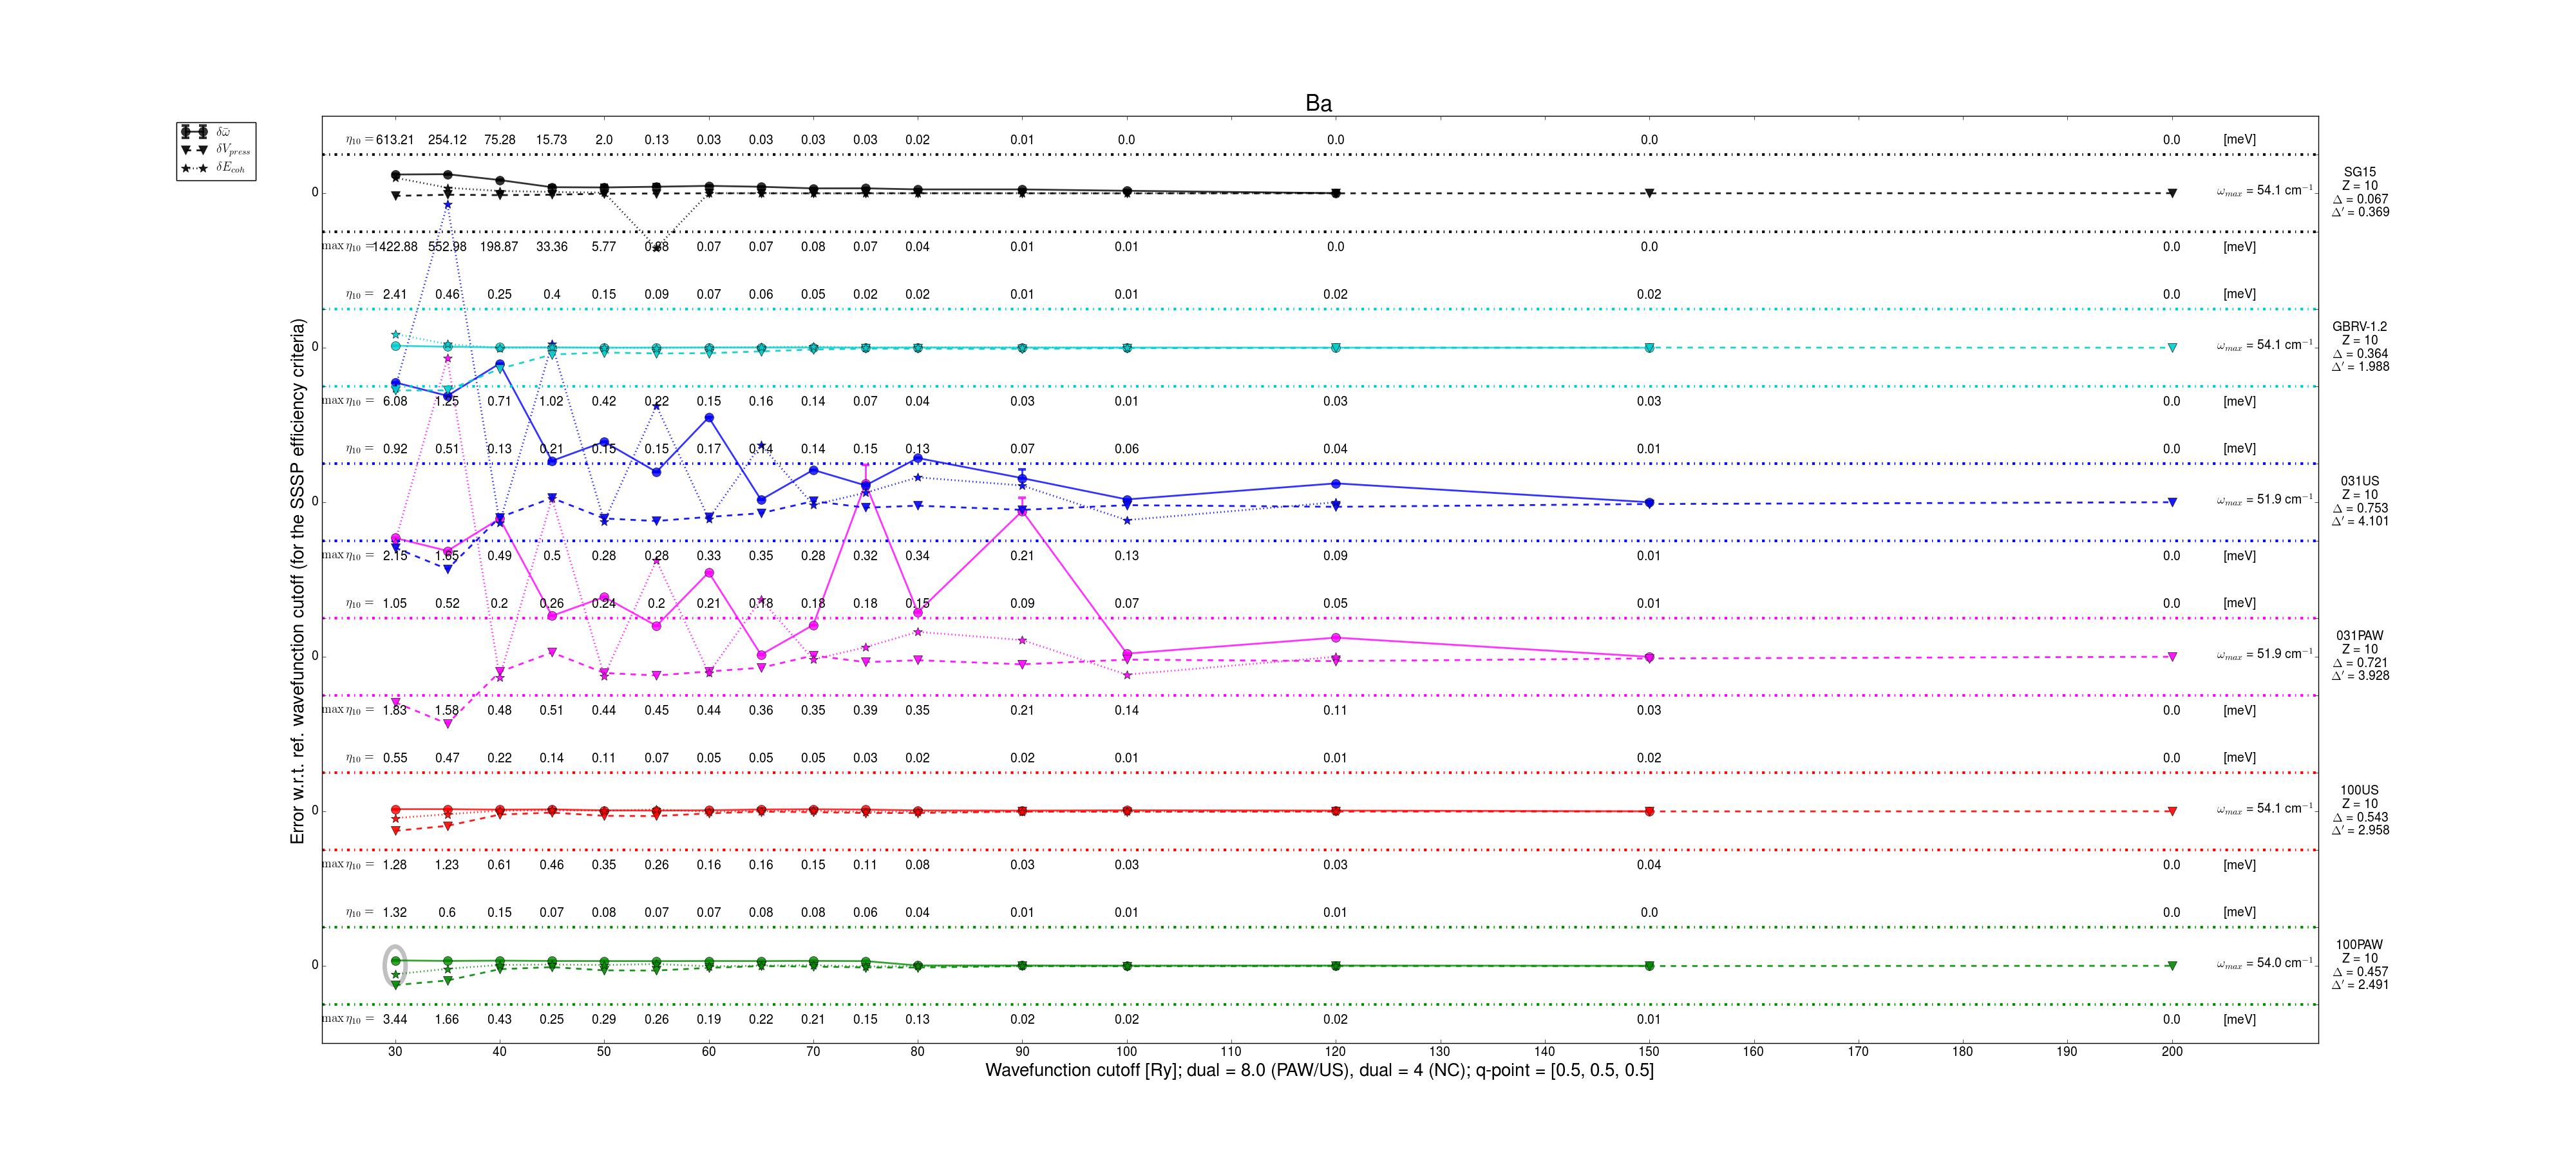 Ba
δω̄
δV_press
δE_coh
η₁₀ = 613.21 254.12 75.28 15.73 2.0 0.13 0.03 0.03 0.03 0.03 0.02 0.01 0.0 0.0 0.0 0.0 [meV]
0
ω_max = 54.1 cm⁻¹
SG15
Z = 10
Δ = 0.067
Δ' = 0.369
max η₁₀ = 1422.88 552.98 198.87 33.36 5.77 0.07 0.07 0.08 0.07 0.04 0.01 0.01 0.0 0.0 0.0 [meV]
η₁₀ = 2.41 0.46 0.25 0.4 0.15 0.09 0.07 0.06 0.05 0.02 0.02 0.01 0.01 0.02 0.02 0.0 [meV]
0
ω_max = 54.1 cm⁻¹
GBRV-1.2
Z = 10
Δ = 0.364
Δ' = 1.988
max η₁₀ = 6.08 1.25 0.71 1.02 0.42 0.22 0.15 0.16 0.14 0.07 0.04 0.03 0.01 0.03 0.03 0.0 [meV]
η₁₀ = 0.92 0.51 0.13 0.21 0.15 0.15 0.17 0.14 0.14 0.15 0.13 0.07 0.06 0.04 0.01 0.0 [meV]
0
ω_max = 51.9 cm⁻¹
031US
Z = 10
Δ = 0.753
Δ' = 4.101
max η₁₀ = 2.15 1.65 0.49 0.5 0.28 0.28 0.33 0.35 0.28 0.32 0.34 0.21 0.13 0.09 0.01 0.0 [meV]
η₁₀ = 1.05 0.52 0.2 0.26 0.24 0.2 0.21 0.18 0.18 0.18 0.15 0.09 0.07 0.05 0.01 0.0 [meV]
0
ω_max = 51.9 cm⁻¹
031PAW
Z = 10
Δ = 0.721
Δ' = 3.928
max η₁₀ = 1.83 1.58 0.48 0.51 0.44 0.45 0.44 0.36 0.35 0.39 0.35 0.21 0.14 0.11 0.03 0.0 [meV]
η₁₀ = 0.55 0.47 0.22 0.14 0.11 0.07 0.05 0.05 0.05 0.03 0.02 0.02 0.01 0.01 0.02 0.0 [meV]
0
ω_max = 54.1 cm⁻¹
100US
Z = 10
Δ = 0.543
Δ' = 2.958
max η₁₀ = 1.28 1.23 0.61 0.46 0.35 0.26 0.16 0.16 0.15 0.11 0.08 0.03 0.03 0.03 0.04 0.0 [meV]
η₁₀ = 1.32 0.6 0.15 0.07 0.08 0.07 0.07 0.08 0.08 0.06 0.04 0.01 0.01 0.01 0.0 0.0 [meV]
0
ω_max = 54.0 cm⁻¹
100PAW
Z = 10
Δ = 0.457
Δ' = 2.491
max η₁₀ = 3.44 1.66 0.43 0.25 0.29 0.26 0.19 0.22 0.21 0.15 0.13 0.02 0.02 0.02 0.01 0.0 [meV]
30 40 50 60 70 80 90 100 110 120 130 140 150 160 170 180 190 200
Wavefunction cutoff [Ry]; dual = 8.0 (PAW/US), dual = 4 (NC); q-point = [0.5, 0.5, 0.5]
Error w.r.t. ref. wavefunction cutoff (for the SSSP efficiency criteria)